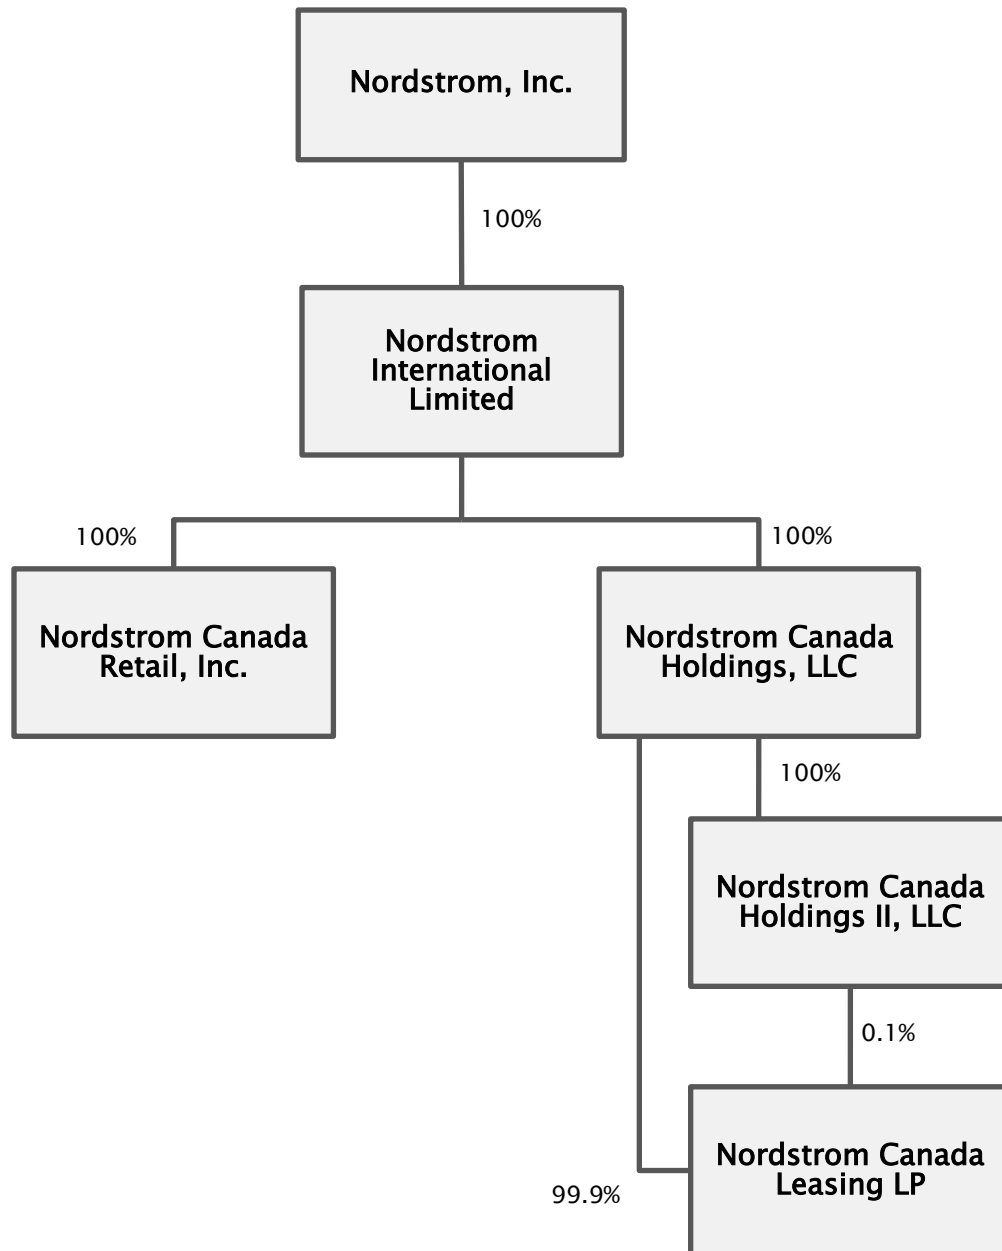 Nordstrom, Inc.
100%
Nordstrom
International
Limited
100%
100%
Nordstrom Canada
Retail, Inc.
Nordstrom Canada
Holdings, LLC
100%
Nordstrom Canada
Holdings II, LLC
0.1%
Nordstrom Canada
Leasing LP
99.9%